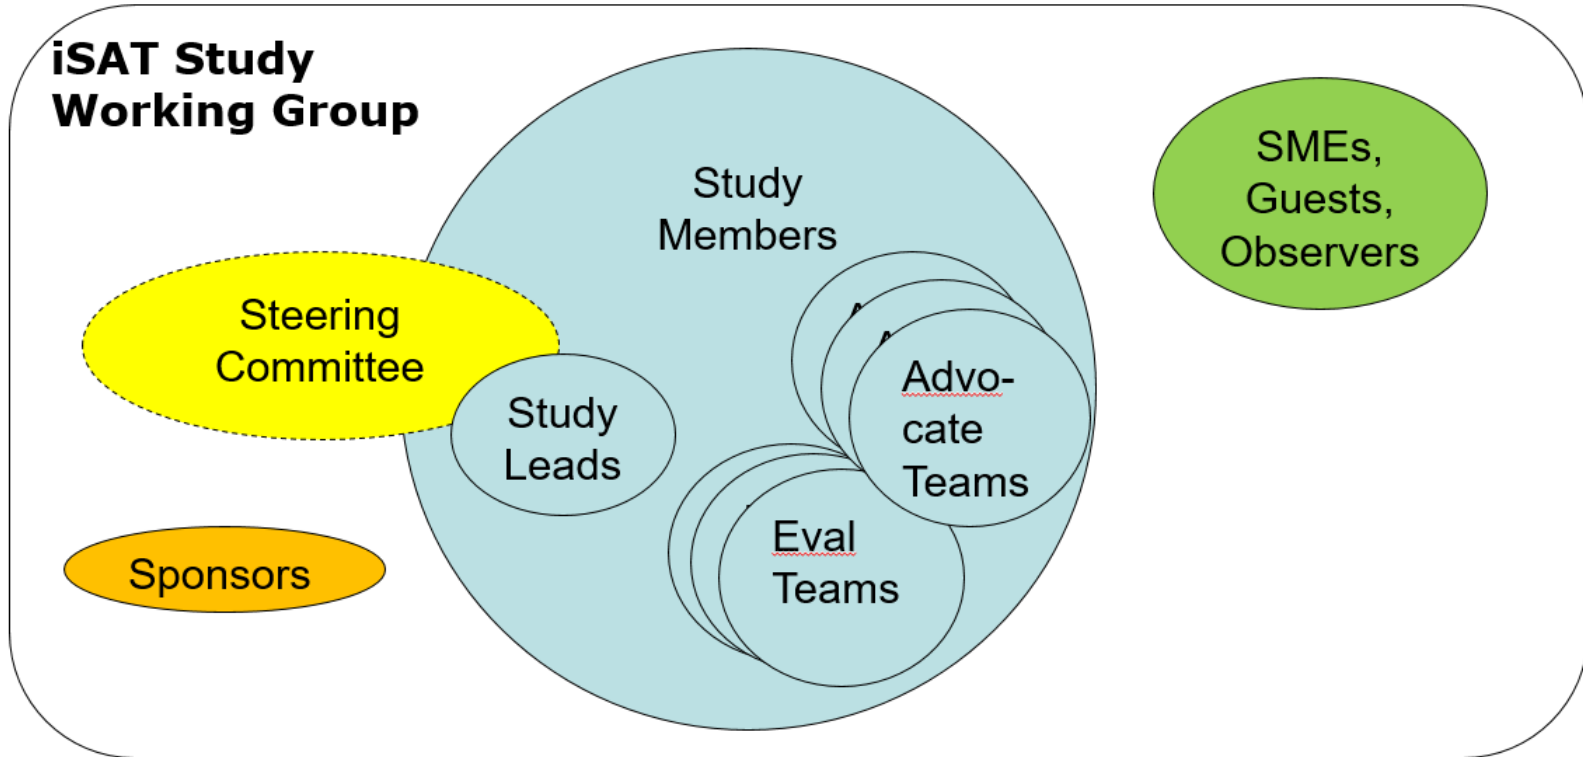 iSAT Study
Working Group
Study
Members
SMEs,
Guests,
Observers
Steering
Committee
Study
Leads
Advo-
cate
Teams
Eval
Teams
Sponsors